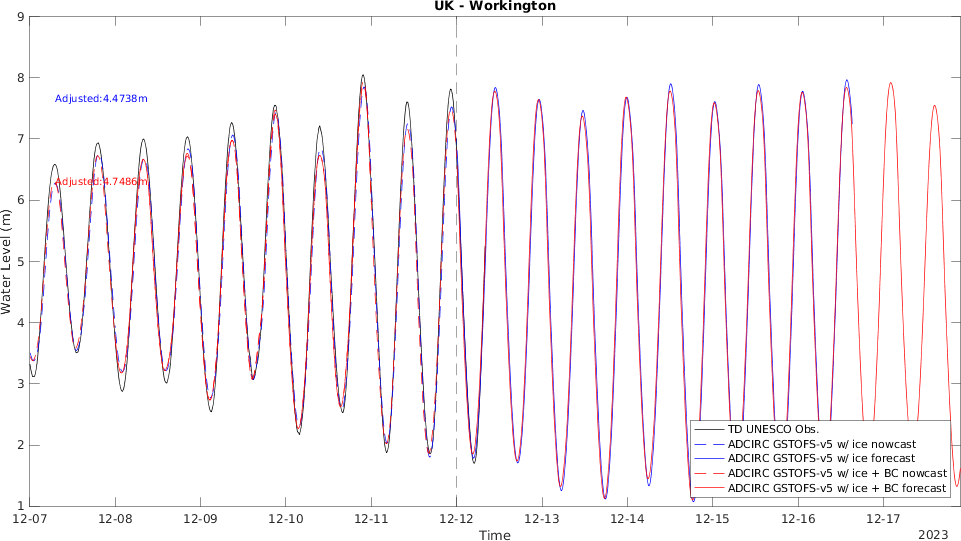 UK - Workington
9
8
7
6
5
4
3
2
1
Water Level (m)
Adjusted:4.4738m
Adjusted:4.7486m
TD UNESCO Obs.
ADCIRC GSTOFS-v5 w/ ice nowcast
ADCIRC GSTOFS-v5 w/ ice forecast
ADCIRC GSTOFS-v5 w/ ice + BC nowcast
ADCIRC GSTOFS-v5 w/ ice + BC forecast
12-07 12-08 12-09 12-10 12-11 12-12 12-13 12-14 12-15 12-16 12-17
Time
2023